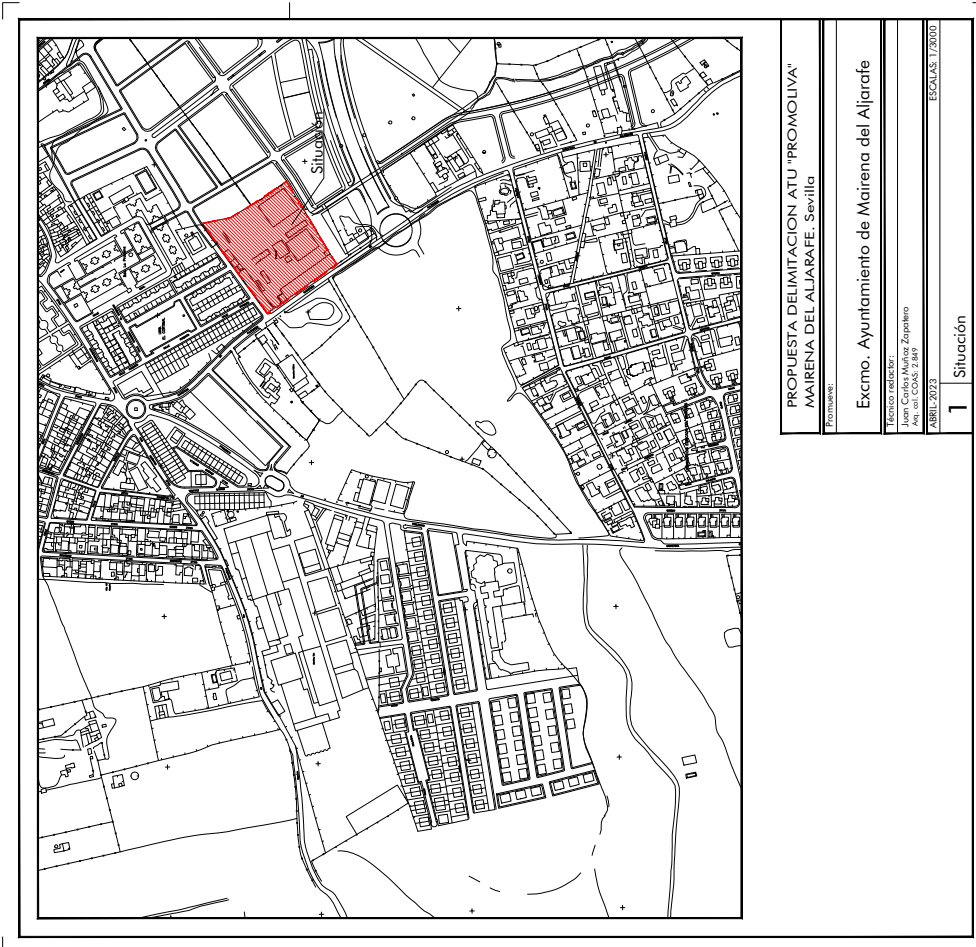 Situación
PROPUESTA DELIMITACION ATU "PROMOLIVA"
MAIRENA DEL ALJARAFE. Sevilla
Promueve:
Excmo. Ayuntamiento de Mairena del Aljarafe
Técnico redactor:
Juan Carlos Muñoz Zapatero
Arq. col. COAS: 2.849
ABRIL-2023
ESCALAS: 1/3000
1
Situación